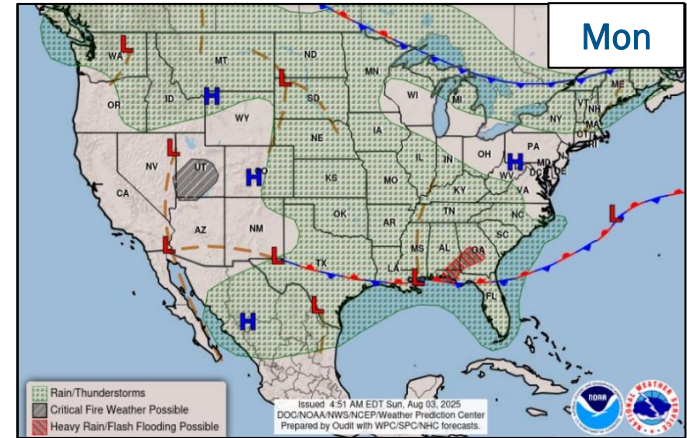 Mon
L
WA
MT
ND
MN
ME
L
OR
ID
H
SD
WI
MI
VT
NH
NY
MA
CT
RI
WY
NE
IA
L
NV
UT
H
IL
IN
OH
PA
H
MD
DE
DC
WV
VA
CA
KS
MO
KY
NC
AZ
NM
OK
AR
TN
SC
L
L
L
TX
LA
MS
AL
GA
L
FL
L
H
Rain/Thunderstorms
Critical Fire Weather Possible
Heavy Rain/Flash Flooding Possible
Issued 4:51 AM EDT Sun, Aug 03, 2025
DOC/NOAA/NWS/NCEP/Weather Prediction Center
Prepared by Oudit with WPC/SPC/NHC forecasts.
NOAA
NATIONAL WEATHER SERVICE